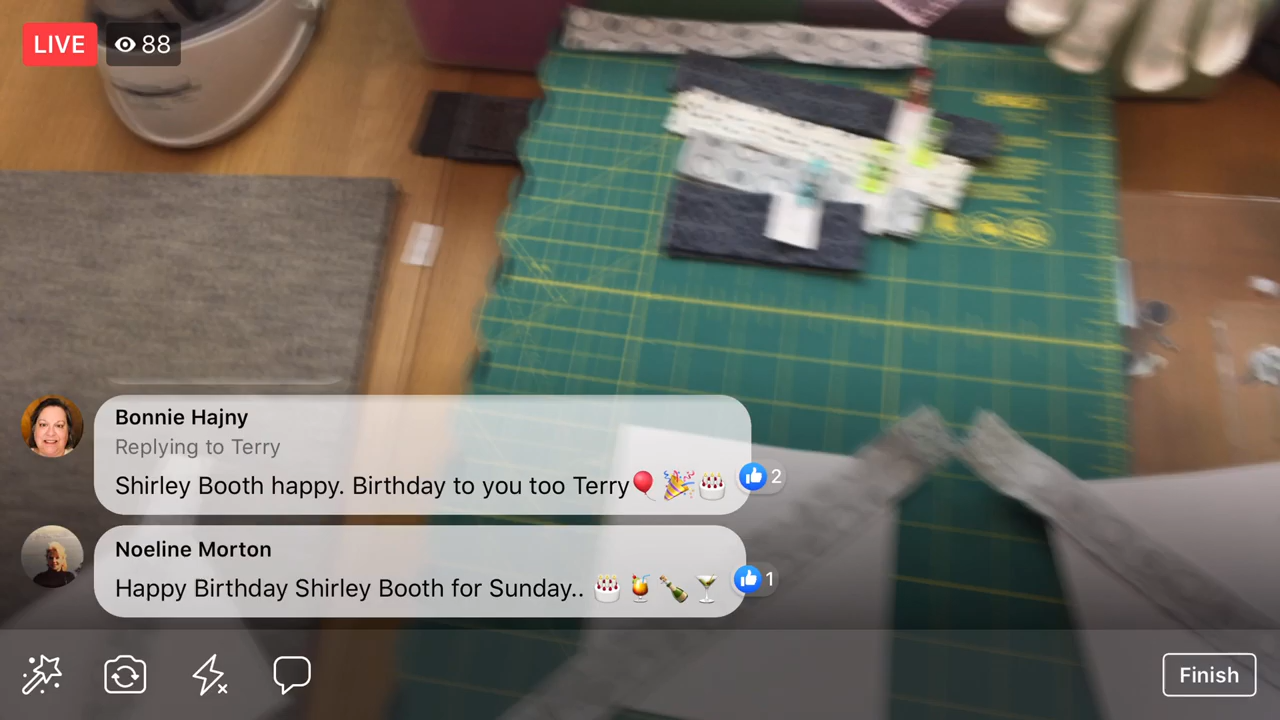 LIVE 88
Bonnie Hajny
Replying to Terry
Shirley Booth happy. Birthday to you too Terry🎈🎉🎂
2
Noeline Morton
Happy Birthday Shirley Booth for Sunday.. 🎂🍹🍾🍸
1
Finish